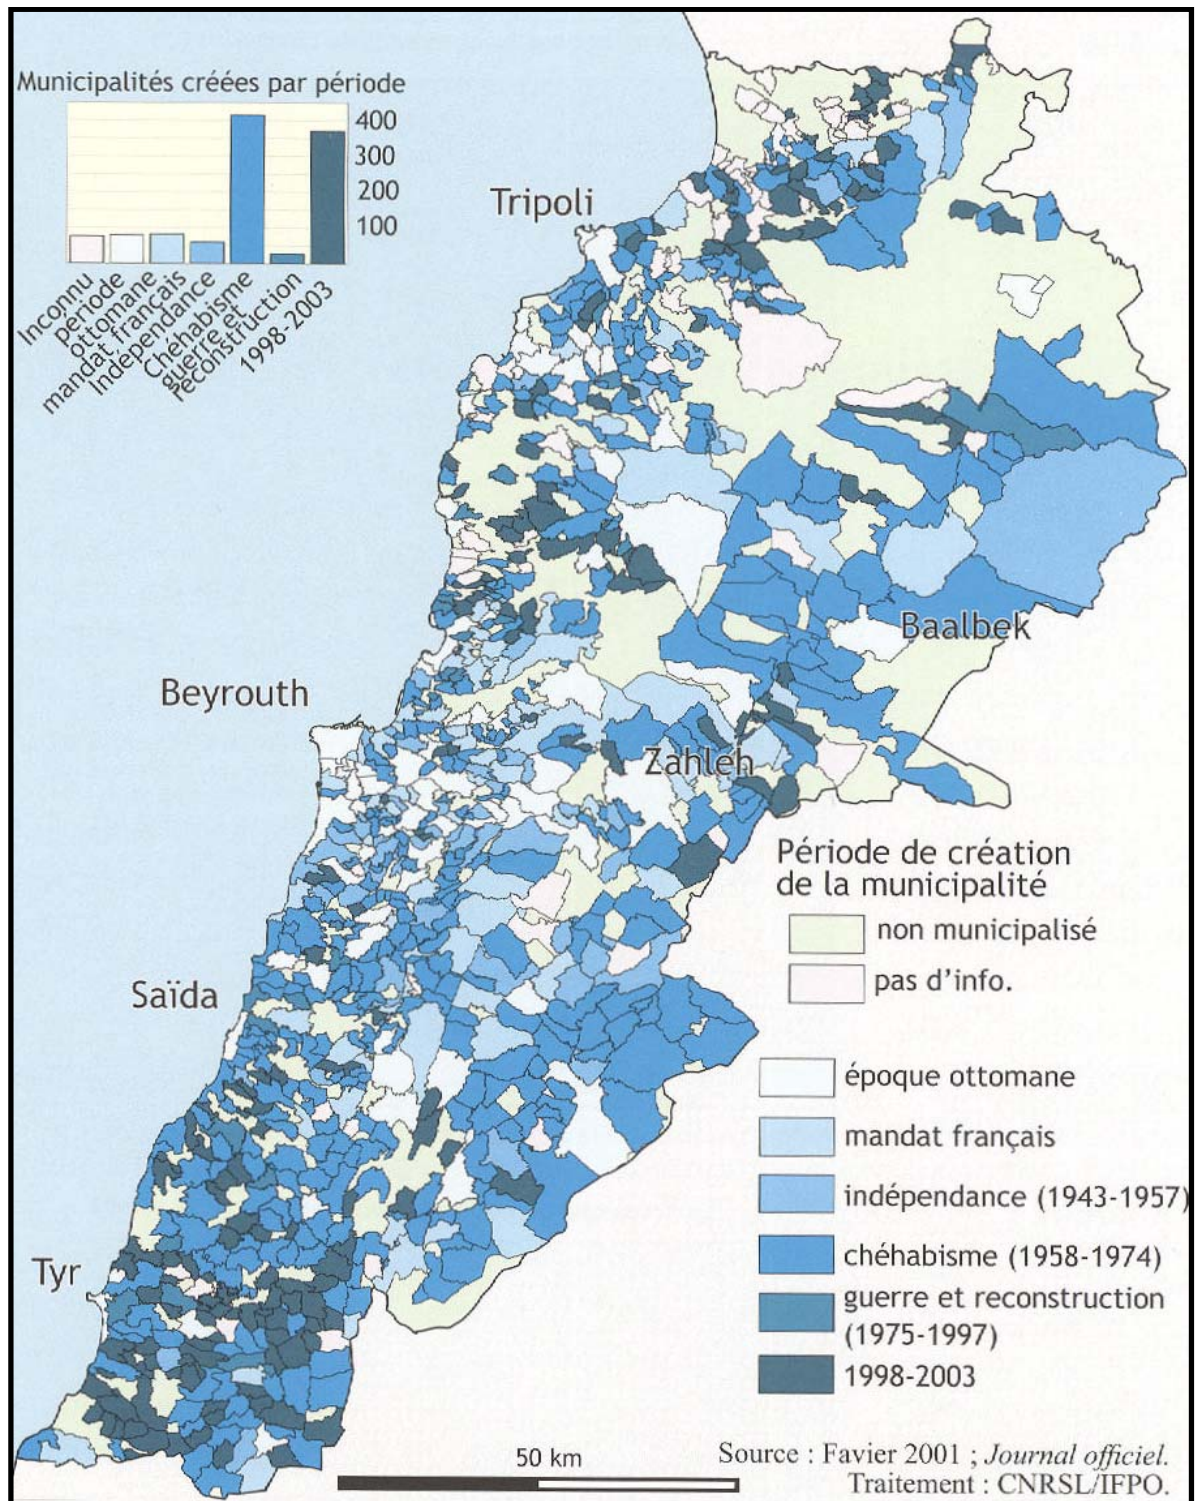 Municipalités créées par période
400
300
200
100
Inconnu
période
ottomane
mandat français
Indépendance
Chéhabisme
guerre et
reconstruction
1998-2003
Tripoli
Baalbek
Beyrouth
Zahleh
Saïda
Tyr
Période de création
de la municipalité
non municipalisé
pas d'info.
époque ottomane
mandat français
indépendance (1943-1957)
chéhabisme (1958-1974)
guerre et reconstruction
(1975-1997)
1998-2003
50 km
Source : Favier 2001 ; Journal officiel.
Traitement : CNRSL/IFPO.